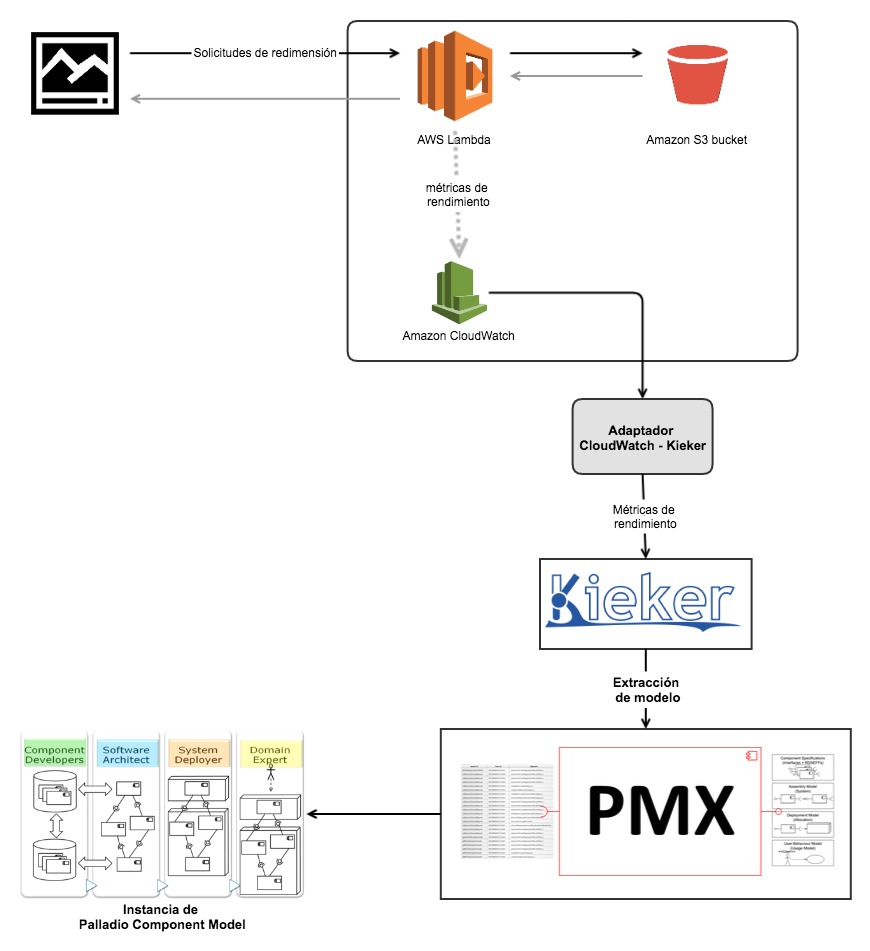 Solicitudes de redimensión
AWS Lambda
Amazon S3 bucket
métricas de
rendimiento
Amazon CloudWatch
Adaptador
CloudWatch - Kieker
Métricas de
rendimiento
Kieker
Extracción
de modelo
PMX
Component Specifications
(Interfaces + RDSEFFs)
Assembly Model
(System)
Deployment Model
(Allocation)
User Behaviour Model
(Usage Model)
Component
Developers
Software
Architect
System
Deployer
Domain
Expert
Instancia de
Palladio Component Model